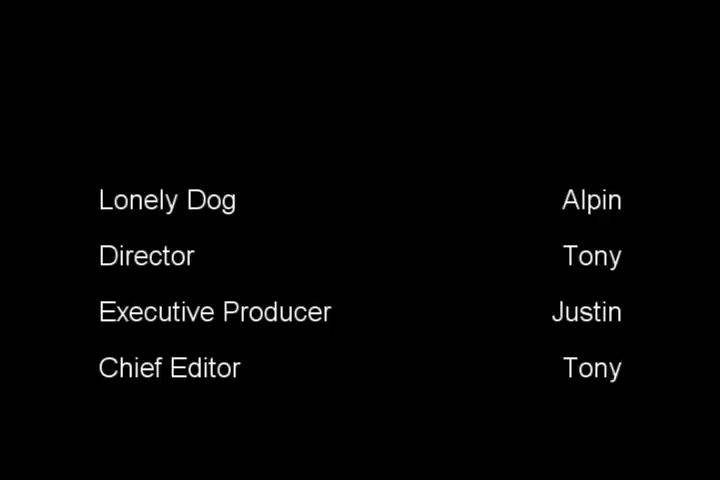 Lonely Dog Alpin
Director Tony
Executive Producer Justin
Chief Editor Tony